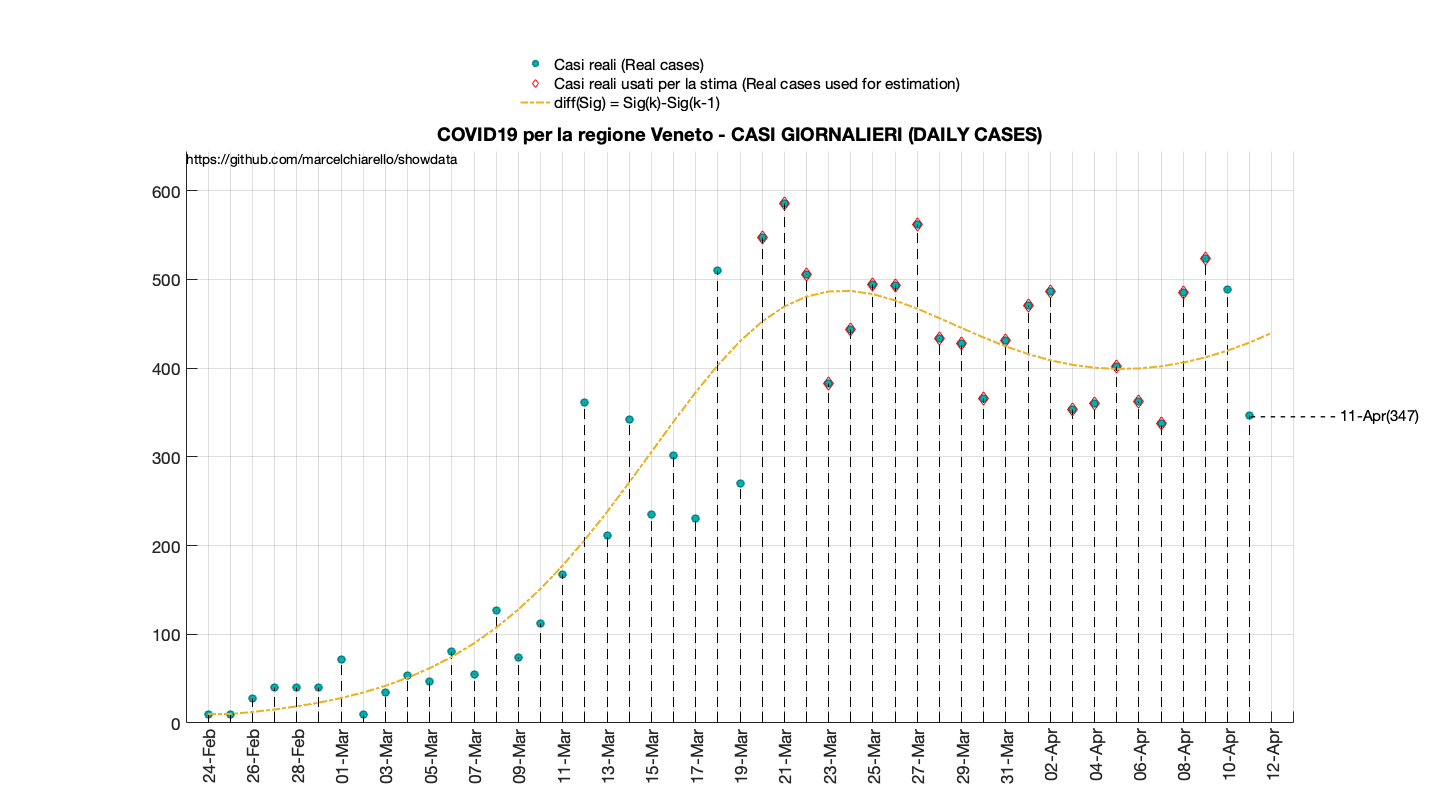 Casi reali (Real cases)
Casi reali usati per la stima (Real cases used for estimation)
diff(Sig) = Sig(k)-Sig(k-1)
COVID19 per la regione Veneto - CASI GIORNALIERI (DAILY CASES)
https://github.com/marcelchiarello/showdata
600
500
400
300
200
100
0
11-Apr(347)
24-Feb
26-Feb
28-Feb
01-Mar
03-Mar
05-Mar
07-Mar
09-Mar
11-Mar
13-Mar
15-Mar
17-Mar
19-Mar
21-Mar
23-Mar
25-Mar
27-Mar
29-Mar
31-Mar
02-Apr
04-Apr
06-Apr
08-Apr
10-Apr
12-Apr